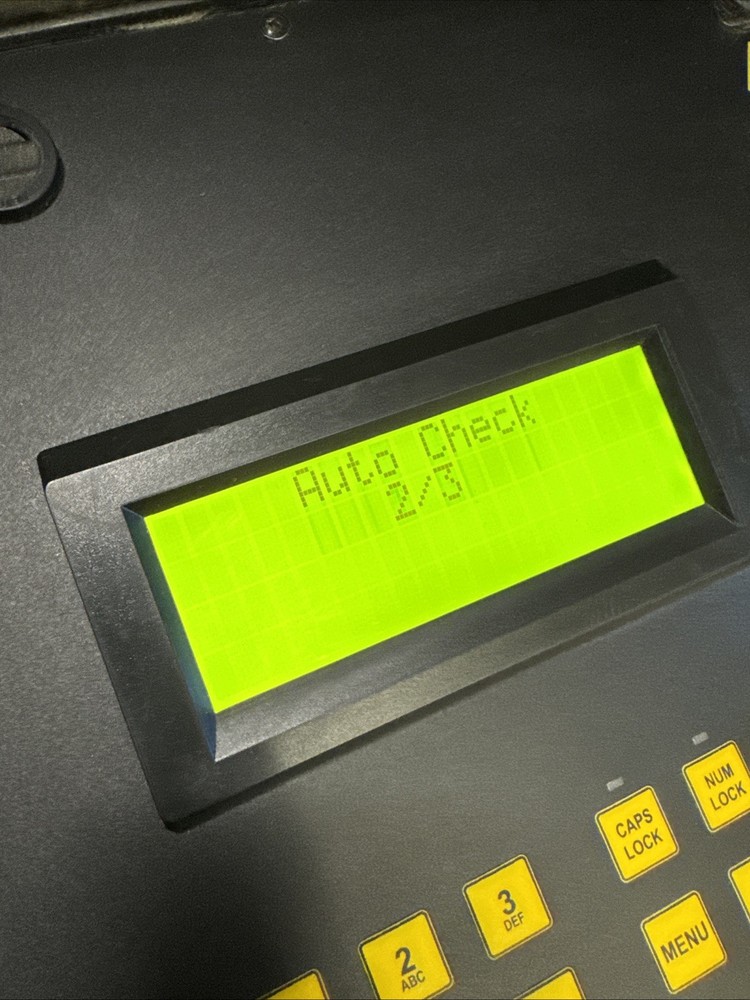 Auto Check
2/3
NUM
LOCK
CAPS
LOCK
3
DEF
2
ABC
MENU